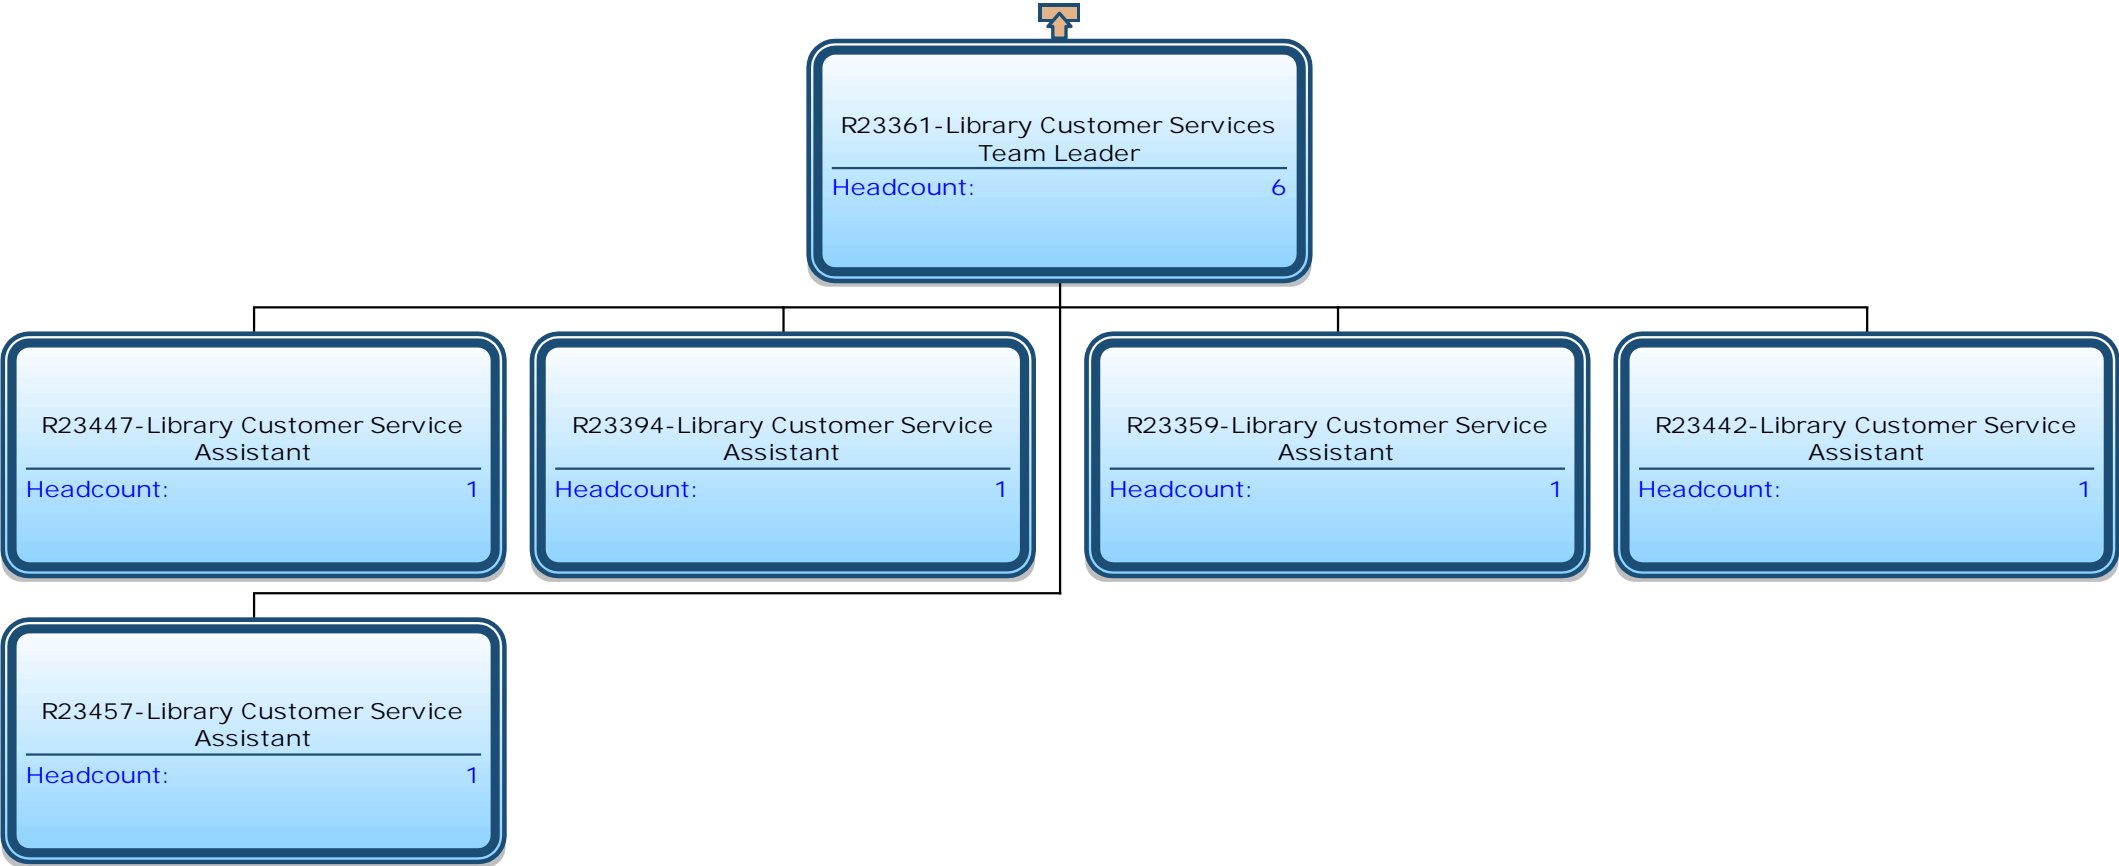 R23361-Library Customer Services
Team Leader
Headcount: 6
R23447-Library Customer Service
Assistant
Headcount: 1
R23394-Library Customer Service
Assistant
Headcount: 1
R23359-Library Customer Service
Assistant
Headcount: 1
R23442-Library Customer Service
Assistant
Headcount: 1
R23457-Library Customer Service
Assistant
Headcount: 1